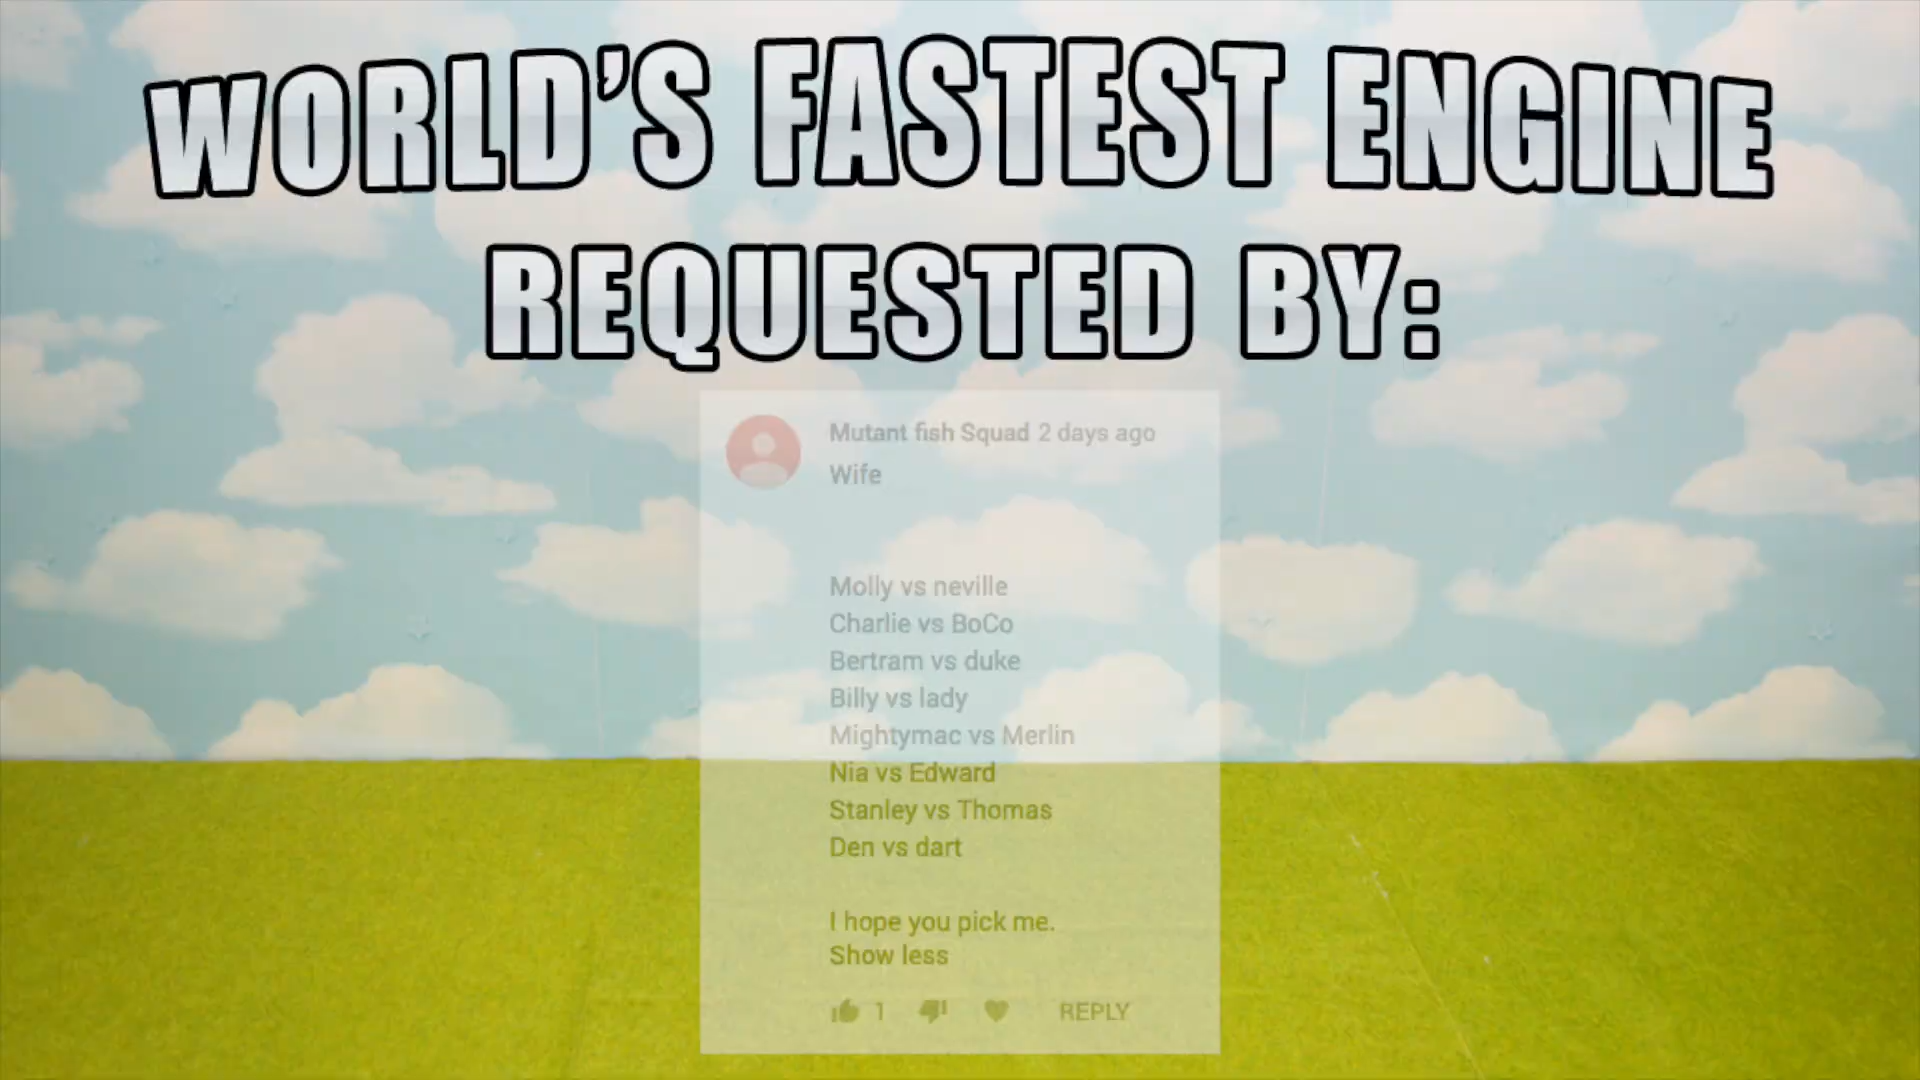 WORLD'S FASTEST ENGINE
REQUESTED BY:
Mutant fish Squad 2 days ago
Wife
Molly vs neville
Charlie vs BoCo
Bertram vs duke
Billy vs lady
Mightymac vs Merlin
Nia vs Edward
Stanley vs Thomas
Den vs dart
I hope you pick me.
Show less
1 REPLY